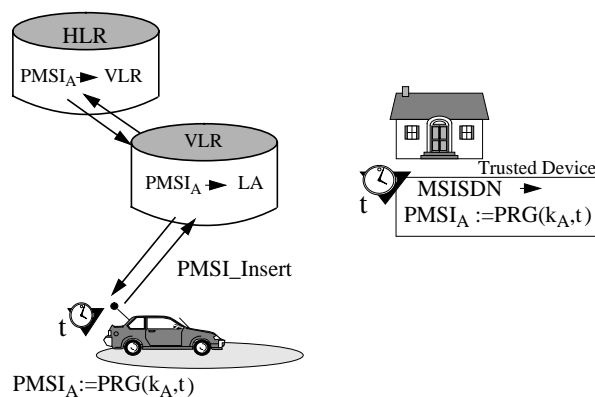 HLR
PMSI_A → VLR
VLR
PMSI_A → LA
PMSI_Insert
t
PMSI_A:=PRG(k_A,t)
Trusted Device
t
MSISDN →
PMSI_A :=PRG(k_A,t)